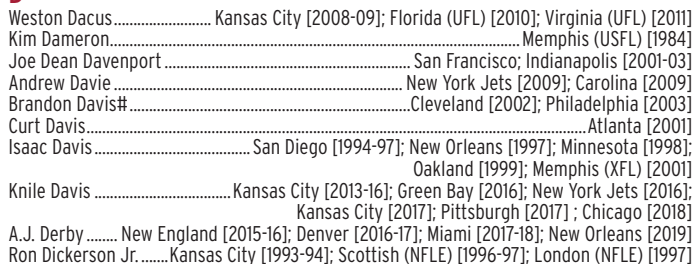 Weston Dacus...................... Kansas City [2008-09]; Florida (UFL) [2010]; Virginia (UFL) [2011]
Kim Dameron.............................................................................................Memphis (USFL) [1984]
Joe Dean Davenport ........................................................ San Francisco; Indianapolis [2001-03]
Andrew Davie ................................................................. New York Jets [2009]; Carolina [2009]
Brandon Davis#................................................................Cleveland [2002]; Philadelphia [2003]
Curt Davis...............................................................................................................Atlanta [2001]
Isaac Davis................................... San Diego [1994-97]; New Orleans [1997]; Minnesota [1998];
Oakland [1999]; Memphis (XFL) [2001]
Knile Davis ...............................Kansas City [2013-16]; Green Bay [2016]; New York Jets [2016];
Kansas City [2017]; Pittsburgh [2017] ; Chicago [2018]
A.J. Derby ....... New England [2015-16]; Denver [2016-17]; Miami [2017-18]; New Orleans [2019]
Ron Dickerson Jr.......Kansas City [1993-94]; Scottish (NFLE) [1996-97]; London (NFLE) [1997]